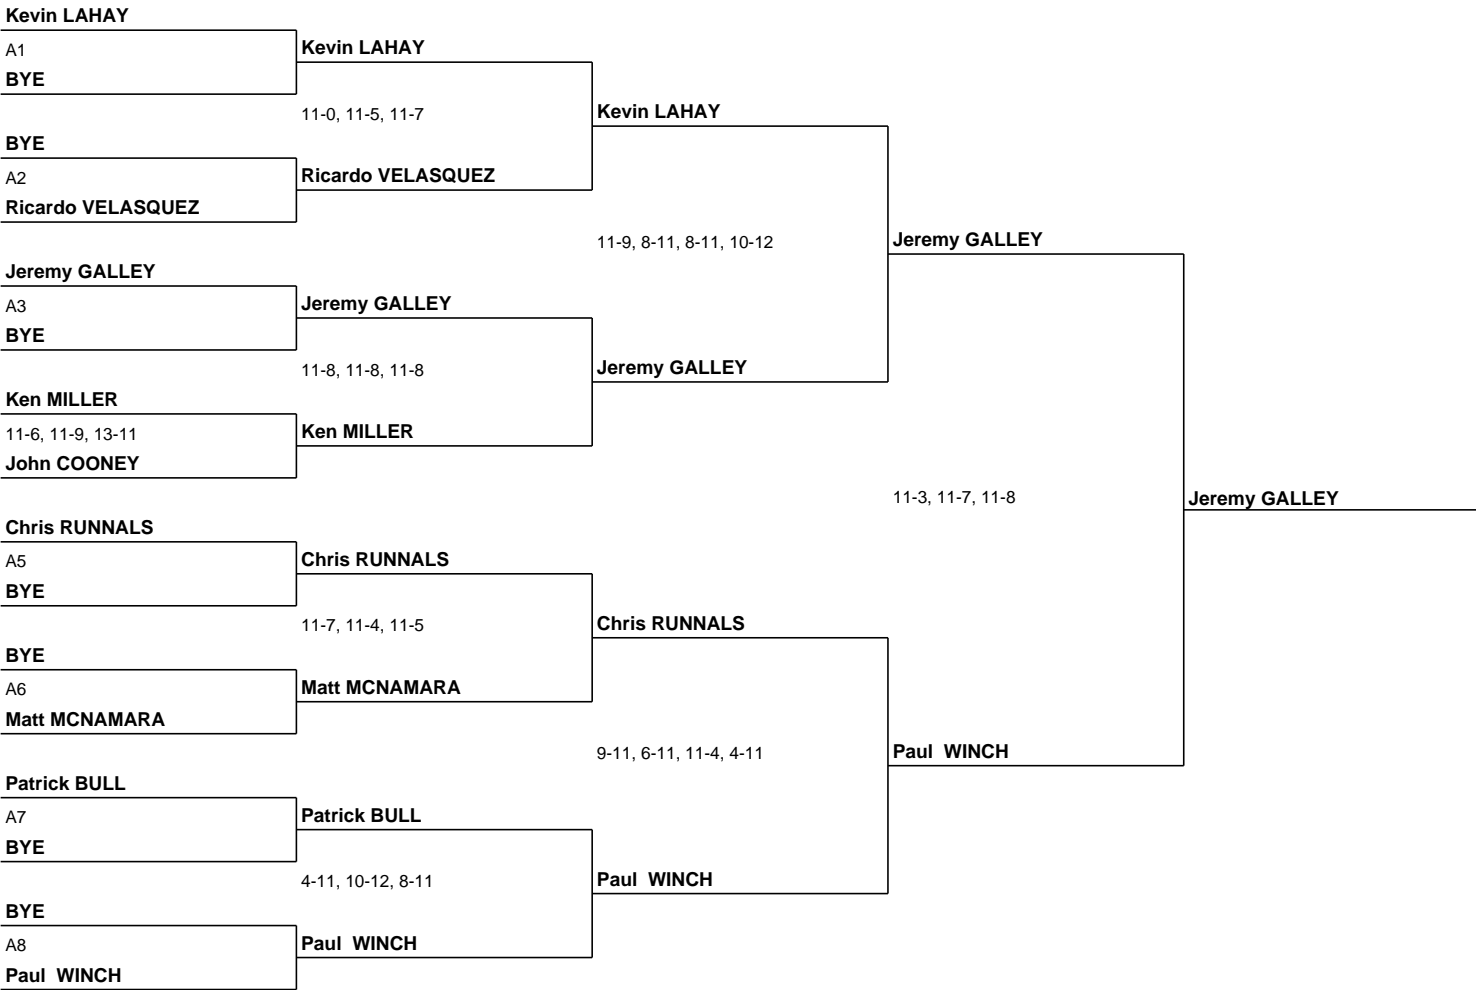 Kevin LAHAY
A1
BYE
Kevin LAHAY
11-0, 11-5, 11-7
Kevin LAHAY
BYE
A2
Ricardo VELASQUEZ
Ricardo VELASQUEZ
11-9, 8-11, 8-11, 10-12
Jeremy GALLEY
Jeremy GALLEY
A3
BYE
Jeremy GALLEY
11-8, 11-8, 11-8
Jeremy GALLEY
Ken MILLER
11-6, 11-9, 13-11
John COONEY
Ken MILLER
11-3, 11-7, 11-8
Jeremy GALLEY
Chris RUNNALS
A5
BYE
Chris RUNNALS
11-7, 11-4, 11-5
Chris RUNNALS
BYE
A6
Matt MCNAMARA
Matt MCNAMARA
9-11, 6-11, 11-4, 4-11
Paul  WINCH
Patrick BULL
A7
BYE
Patrick BULL
4-11, 10-12, 8-11
Paul  WINCH
BYE
A8
Paul  WINCH
Paul  WINCH